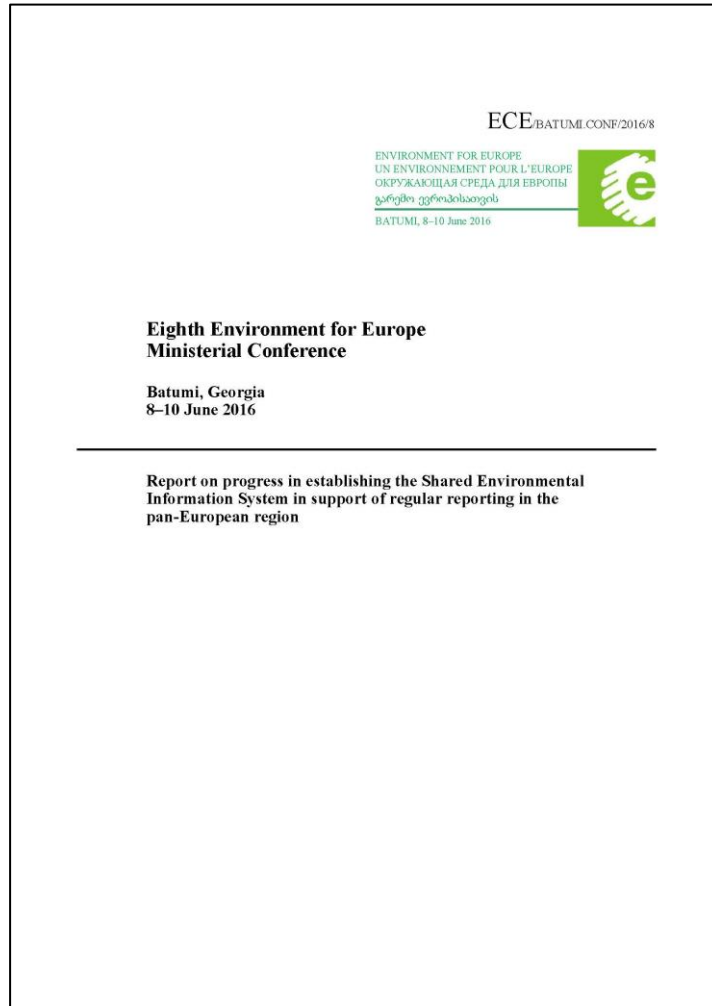 ECE/BATUMI.CONF/2016/8
ENVIRONMENT FOR EUROPE
UN ENVIRONNEMENT POUR L'EUROPE
ОКРУЖАЮЩАЯ СРЕДА ДЛЯ ЕВРОПЫ
გარემო ევროპისათვის
BATUMI, 8–10 June 2016
e
Eighth Environment for Europe
Ministerial Conference
Batumi, Georgia
8–10 June 2016
Report on progress in establishing the Shared Environmental
Information System in support of regular reporting in the
pan-European region